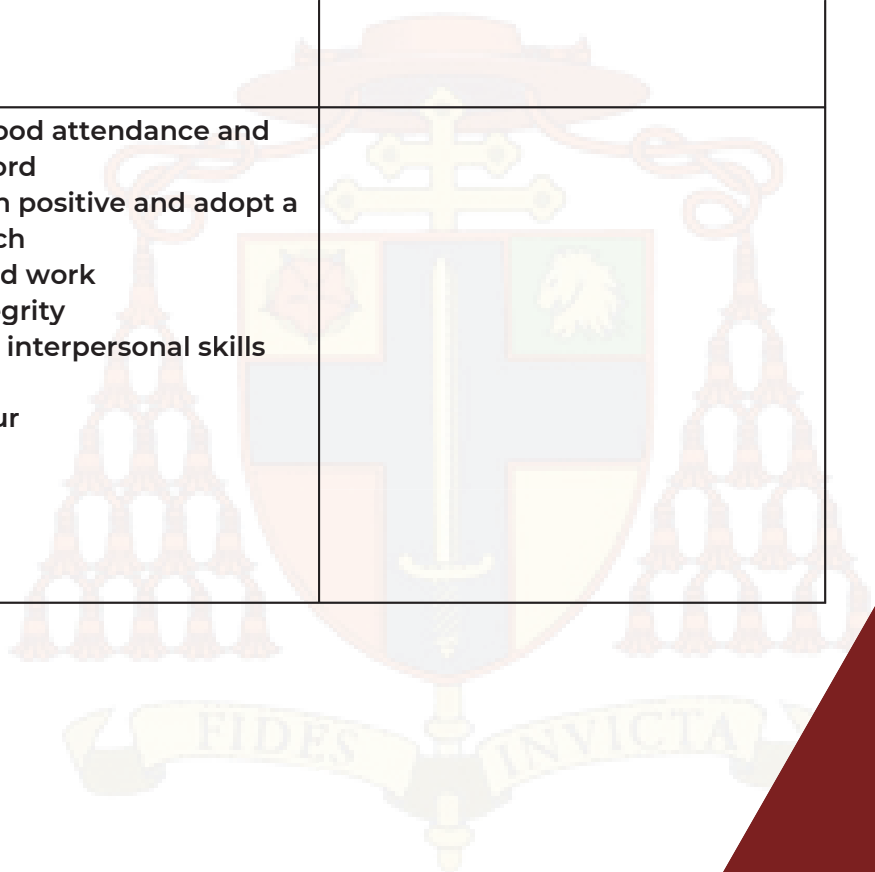 ood attendance and
ord
n positive and adopt a
ch
d work
grity
interpersonal skills
ur
FIDES INVICTA